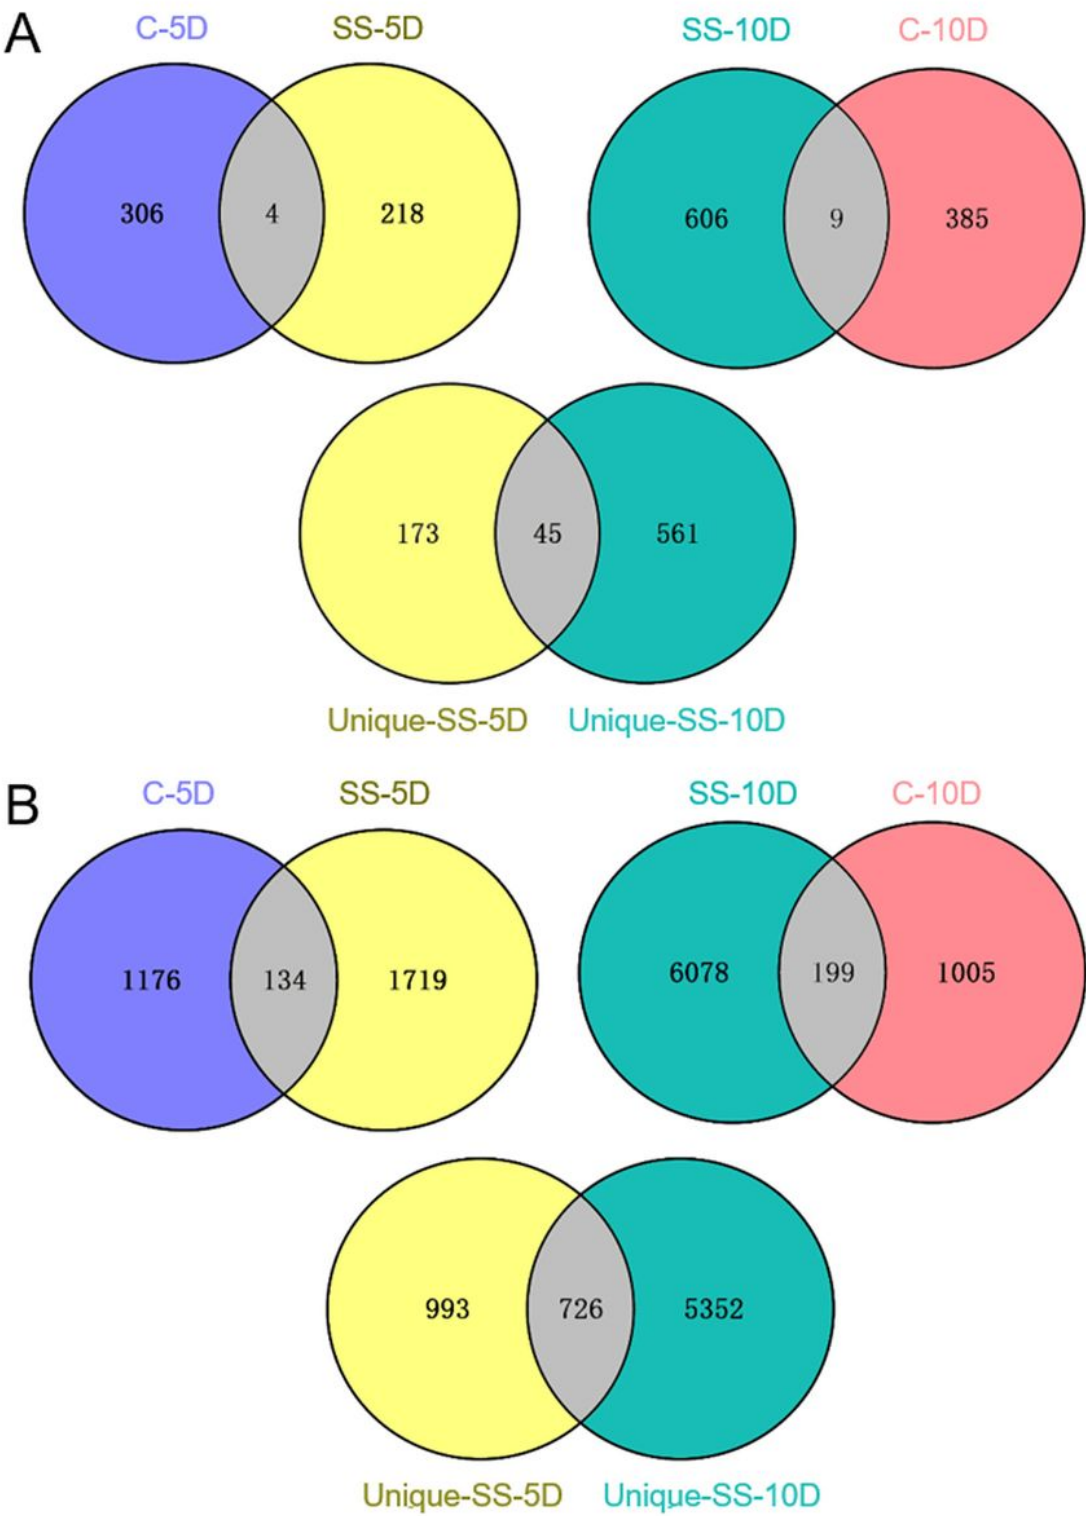 A
C-5D SS-5D SS-10D C-10D
306 4 218 606 9 385
173 45 561
Unique-SS-5D Unique-SS-10D
B
C-5D SS-5D SS-10D C-10D
1176 134 1719 6078 199 1005
993 726 5352
Unique-SS-5D Unique-SS-10D